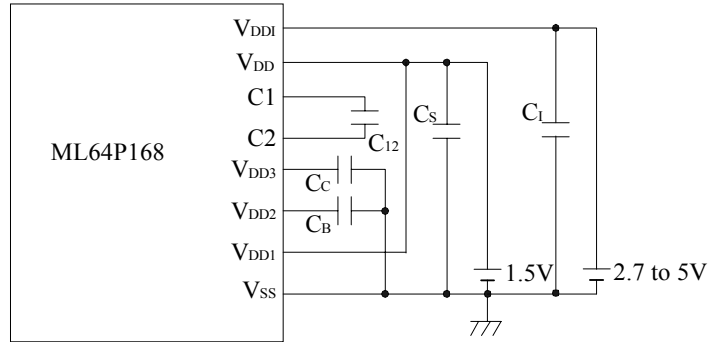 VDDI
VDD
C1
C2
C12
CS
CI
ML64P168
VDD3
CC
VDD2
CB
VDD1
1.5V
2.7 to 5V
VSS